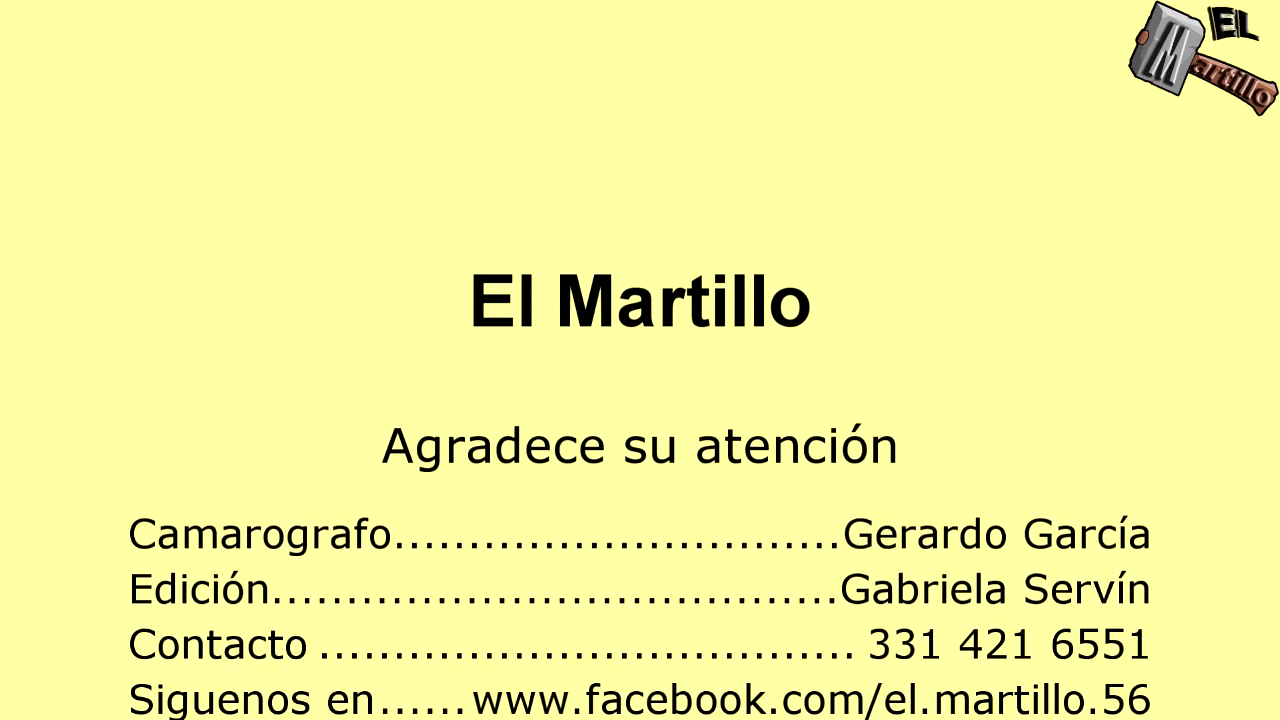 EL
Martillo
El Martillo
Agradece su atención
Camarografo..............................Gerardo García
Edición......................................Gabriela Servín
Contacto .................................... 331 421 6551
Siguenos en......www.facebook.com/el.martillo.56